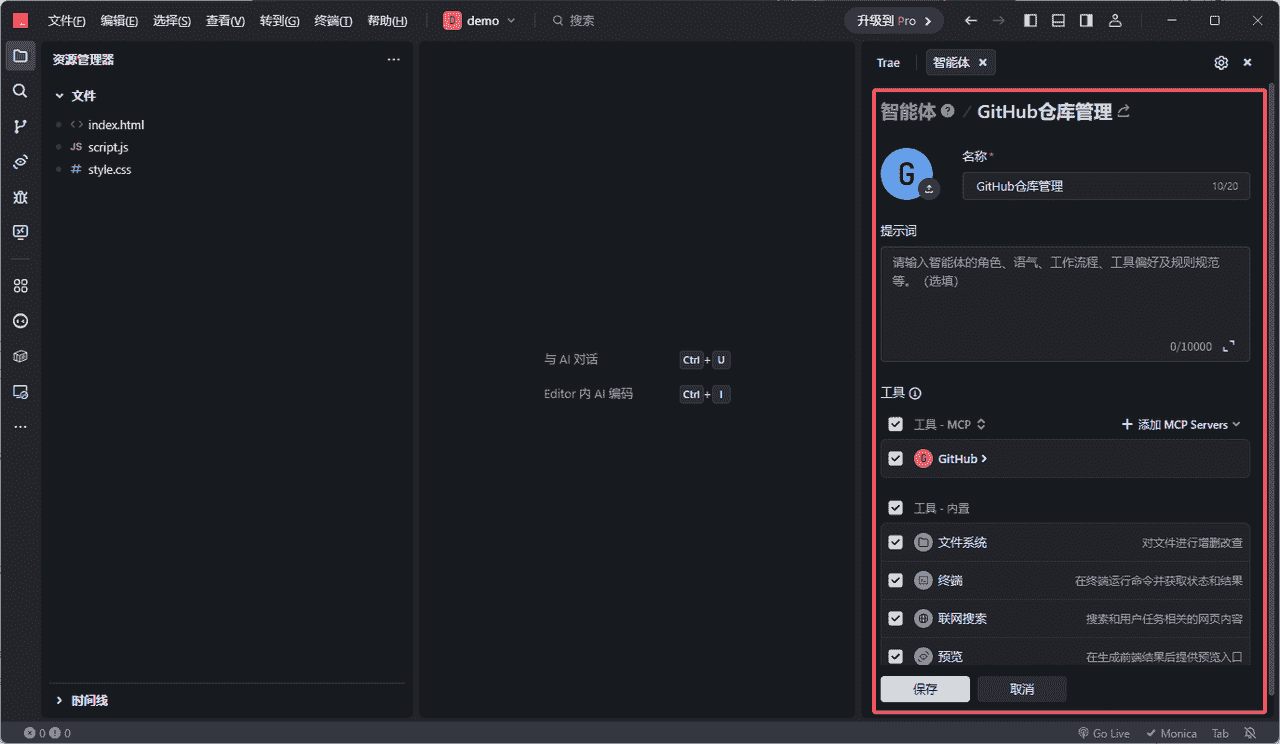 文件(F) 编辑(E) 选择(S) 查看(V) 转到(G) 终端(T) 帮助(H) demo 搜索 升级到 Pro
资源管理器
文件
index.html
JS script.js
# style.css
时间线
与 AI 对话 Ctrl + U
Editor 内 AI 编码 Ctrl + I
Trae 智能体
智能体 / GitHub仓库管理
G
名称*
GitHub仓库管理 10/20
提示词
请输入智能体的角色、语气、工作流程、工具偏好及规则规范
等。（选填）
0/10000
工具
工具 - MCP + 添加 MCP Servers
G GitHub
工具 - 内置
文件系统 对文件进行增删改查
终端 在终端运行命令并获取状态和结果
联网搜索 搜索和用户任务相关的网页内容
预览 在生成前端结果后提供预览入口
保存 取消
0 0 Go Live Monica Tab